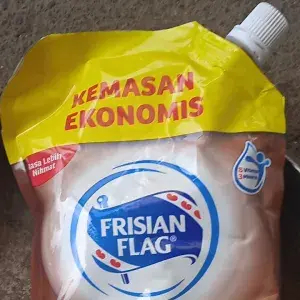 KEMASAN
EKONOMIS
Rasa Lebih
Nikmat
FRISIAN
FLAG®